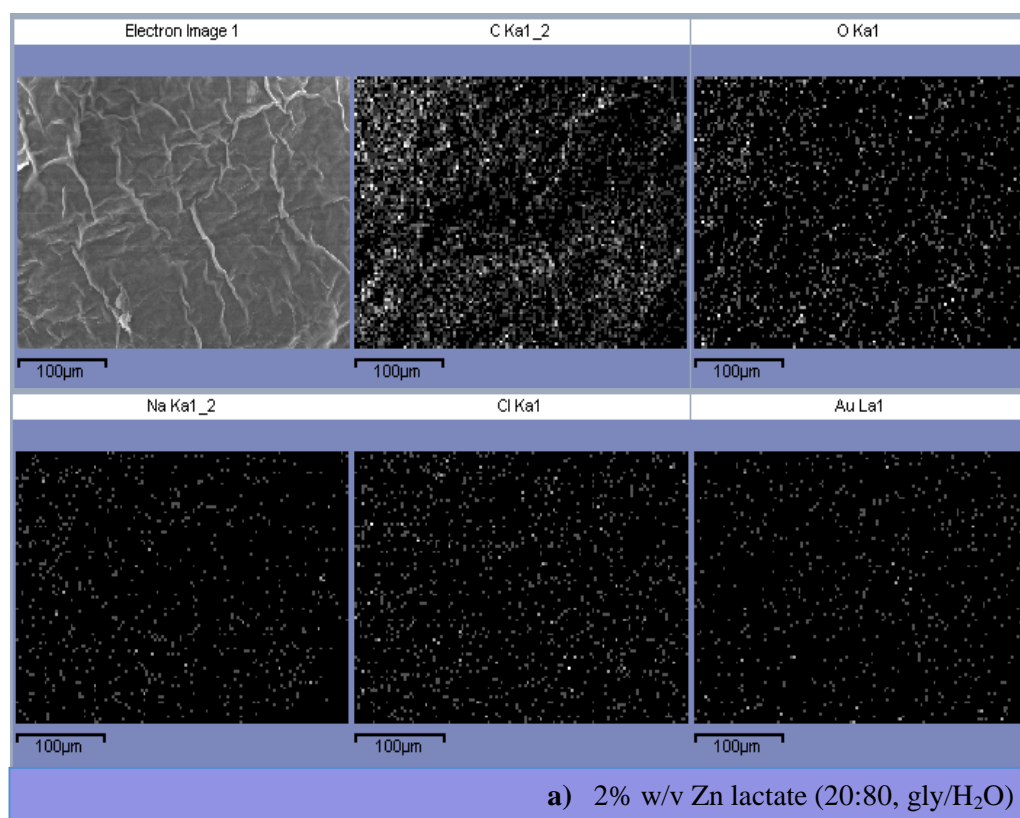 Electron Image 1
C Ka1_2
O Ka1
100µm
100µm
100µm
Na Ka1_2
Cl Ka1
Au La1
100µm
100µm
100µm
a) 2% w/v Zn lactate (20:80, gly/H₂O)